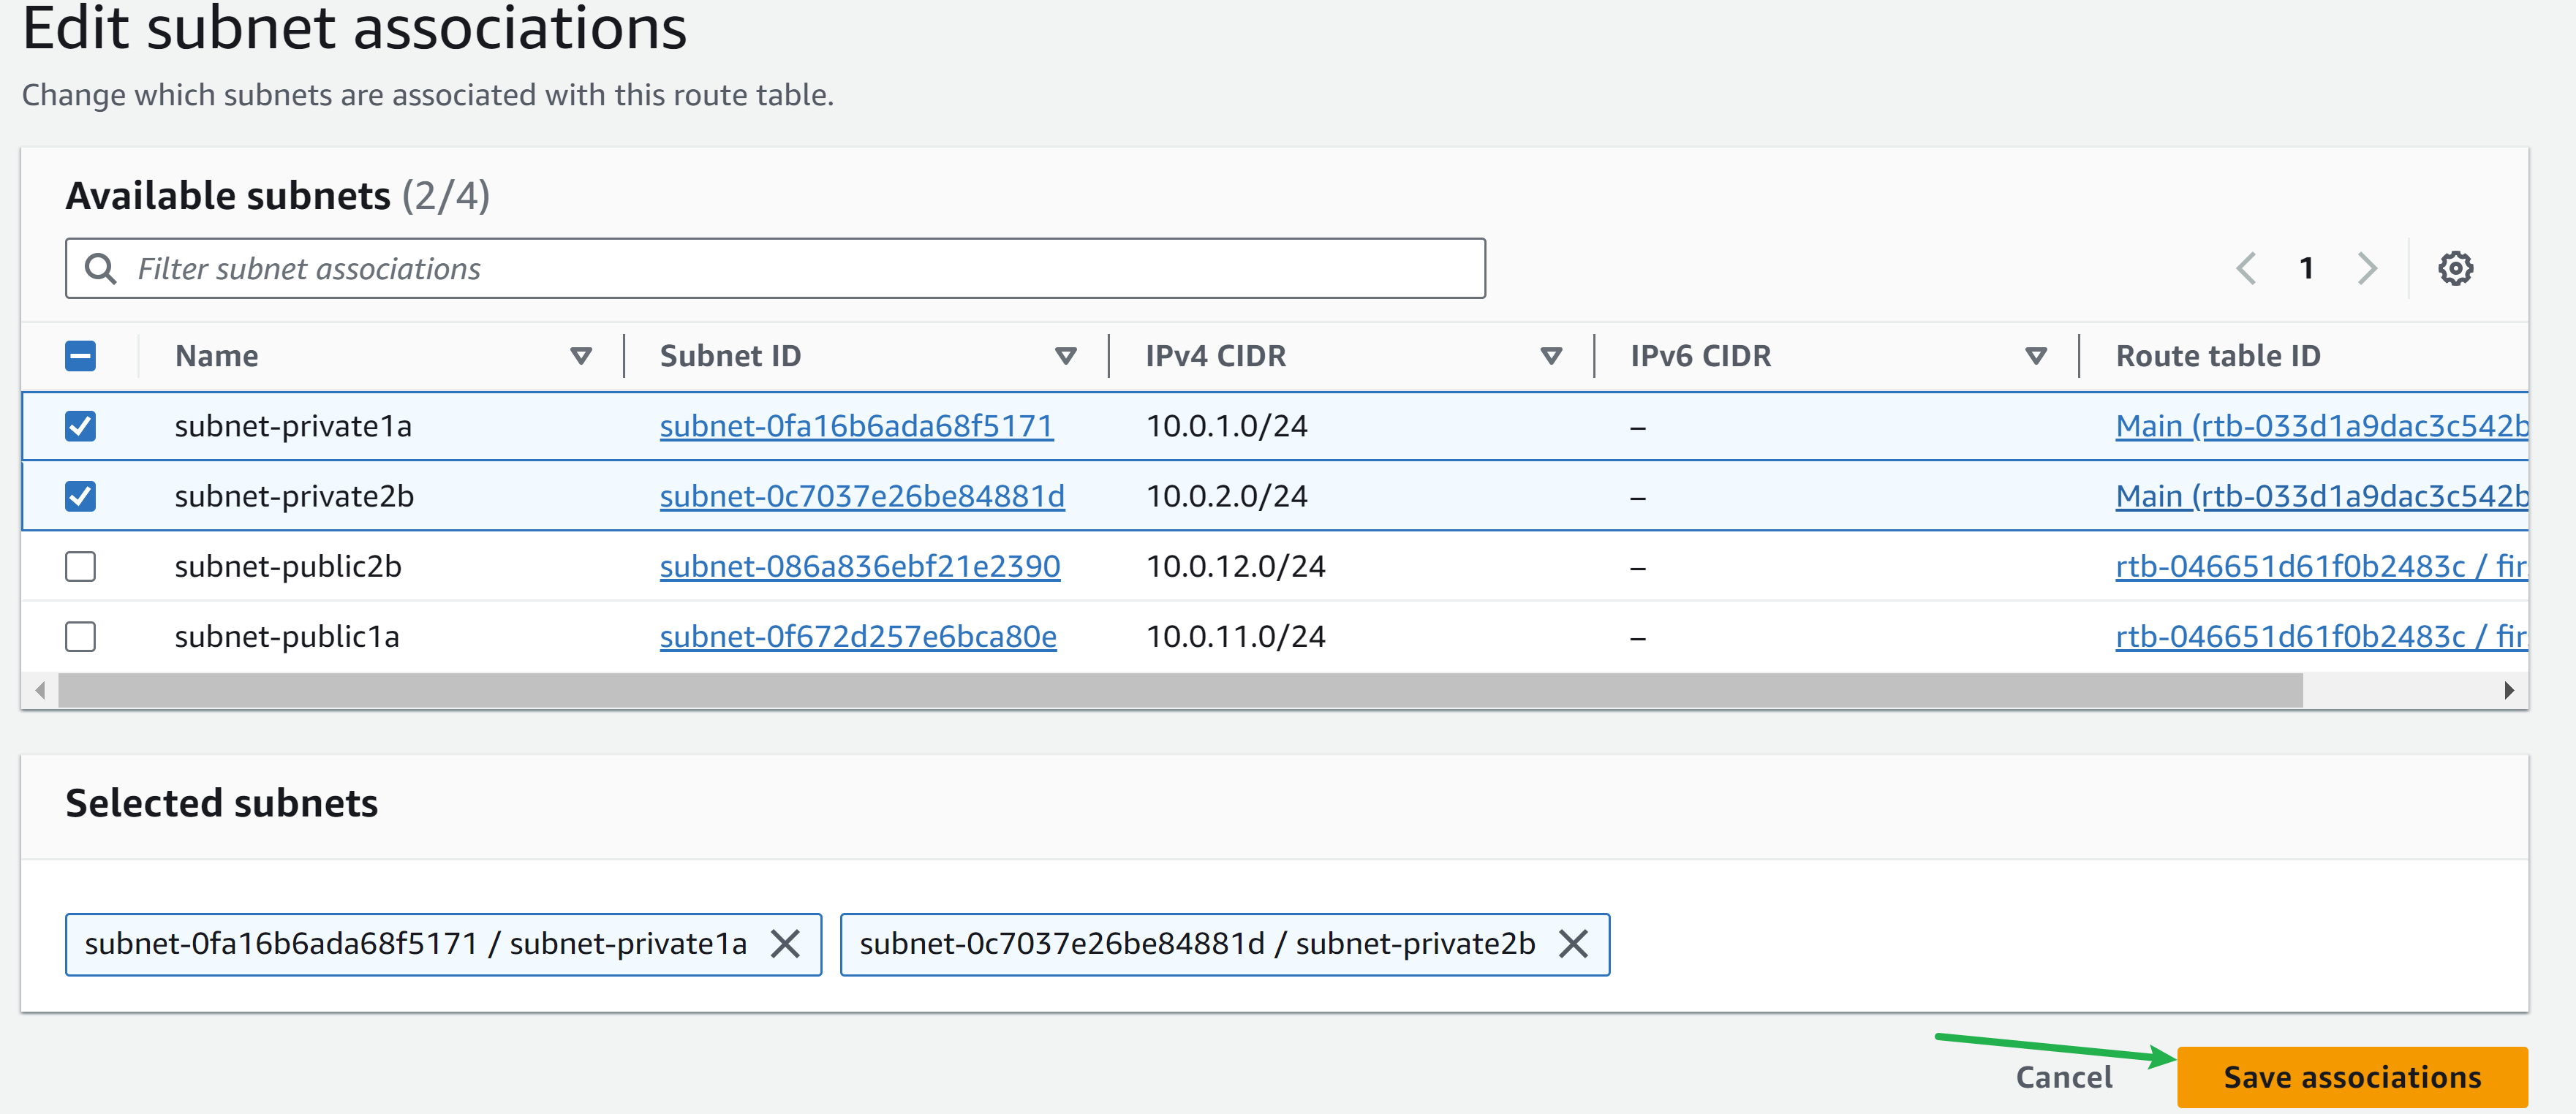 Edit subnet associations
Change which subnets are associated with this route table.
Available subnets (2/4)
Filter subnet associations
1
Name Subnet ID IPv4 CIDR IPv6 CIDR Route table ID
subnet-private1a subnet-0fa16b6ada68f5171 10.0.1.0/24 – Main (rtb-033d1a9dac3c542b
subnet-private2b subnet-0c7037e26be84881d 10.0.2.0/24 – Main (rtb-033d1a9dac3c542b
subnet-public2b subnet-086a836ebf21e2390 10.0.12.0/24 – rtb-046651d61f0b2483c / fir
subnet-public1a subnet-0f672d257e6bca80e 10.0.11.0/24 – rtb-046651d61f0b2483c / fir
Selected subnets
subnet-0fa16b6ada68f5171 / subnet-private1a subnet-0c7037e26be84881d / subnet-private2b
Cancel Save associations